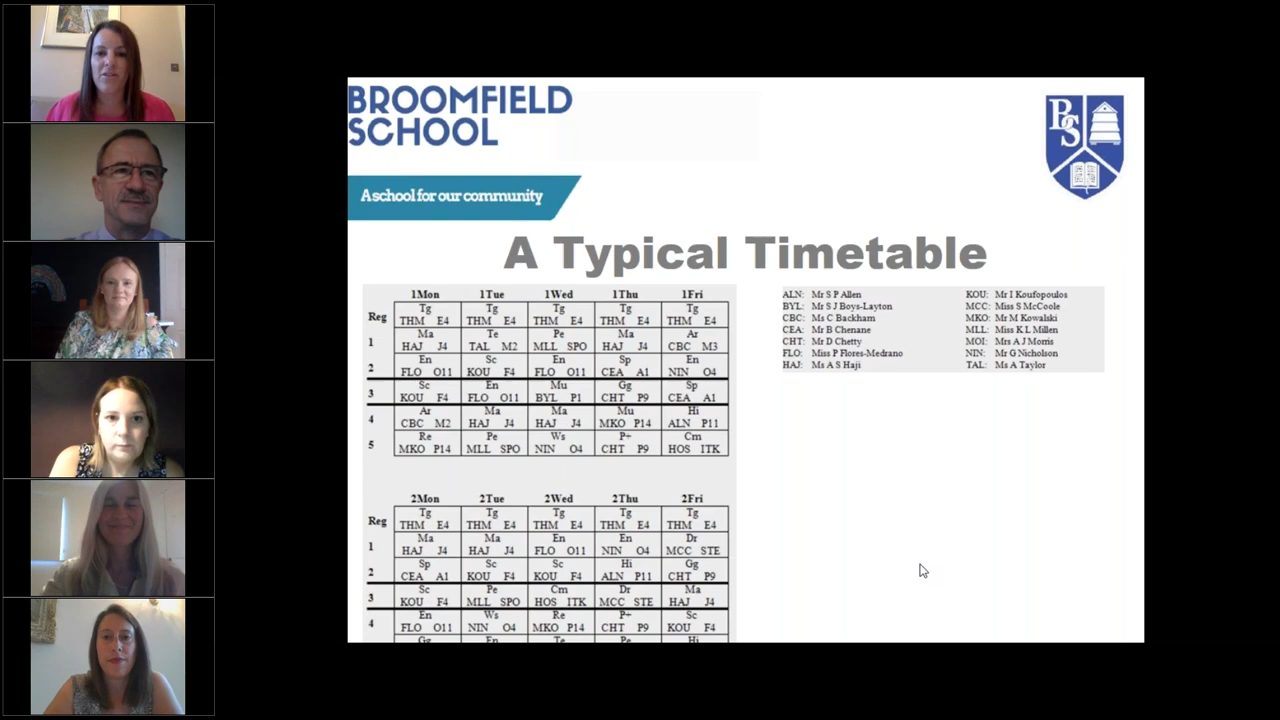 BROOMFIELD
SCHOOL
A school for our community
BS
A Typical Timetable
1Mon 1Tue 1Wed 1Thu 1Fri
Reg Tg Tg Tg Tg Tg
THM E4 THM E4 THM E4 THM E4 THM E4
1 Ma Te Pe Ma Ar
HAJ J4 TAL M2 MLL SPO HAJ J4 CBC M3
2 En Sc En Sp En
FLO O11 KOU F4 FLO O11 CEA A1 NIN O4
3 Sc En Mu Gg Sp
KOU F4 FLO O11 BYL P1 CHT P9 CEA A1
4 Ar Ma Ma Mu Hi
CBC M2 HAJ J4 HAJ J4 MKO P14 ALN P11
5 Re Pe Ws P+ Cm
MKO P14 MLL SPO NIN O4 CHT P9 HOS ITK
2Mon 2Tue 2Wed 2Thu 2Fri
Reg Tg Tg Tg Tg Tg
THM E4 THM E4 THM E4 THM E4 THM E4
1 Ma Ma En En Dr
HAJ J4 HAJ J4 FLO O11 NIN O4 MCC STE
2 Sp Sc Sc Hi Gg
CEA A1 KOU F4 KOU F4 ALN P11 CHT P9
3 Sc Pe Cm Dr Ma
KOU F4 MLL SPO HOS ITK MCC STE HAJ J4
4 En Ws Re P+ Sc
FLO O11 NIN O4 MKO P14 CHT P9 KOU F4
Gg En Te Pe Hi
ALN: Mr S P Allen KOU: Mr I Koufopoulos
BYL: Mr S J Boys-Layton MCC: Miss S McCoole
CBC: Ms C Backham MKO: Mr M Kowalski
CEA: Mr B Chenane MLL: Miss K L Millen
CHT: Mr D Chetty MOI: Mrs A J Morris
FLO: Miss P Flores-Medrano NIN: Mr G Nicholson
HAJ: Ms A S Haji TAL: Ms A Taylor